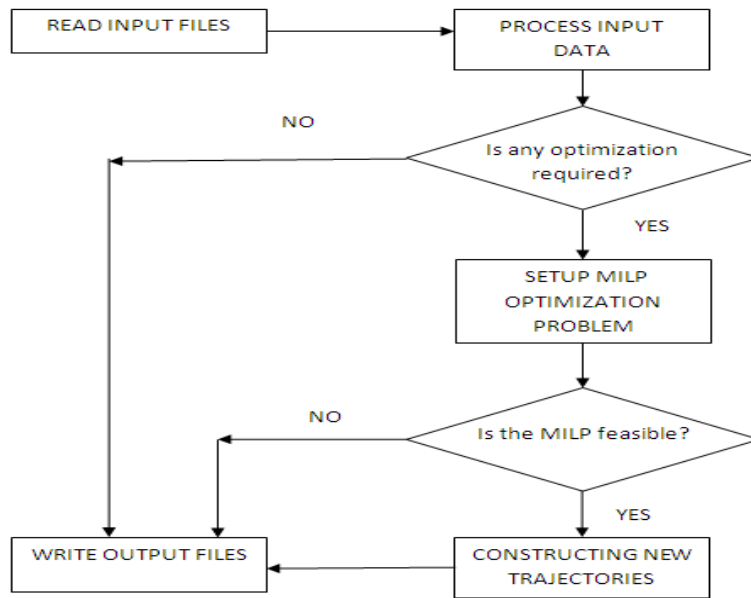 READ INPUT FILES
PROCESS INPUT
DATA
NO
Is any optimization
required?
YES
SETUP MILP
OPTIMIZATION
PROBLEM
NO
Is the MILP feasible?
YES
WRITE OUTPUT FILES
CONSTRUCTING NEW
TRAJECTORIES